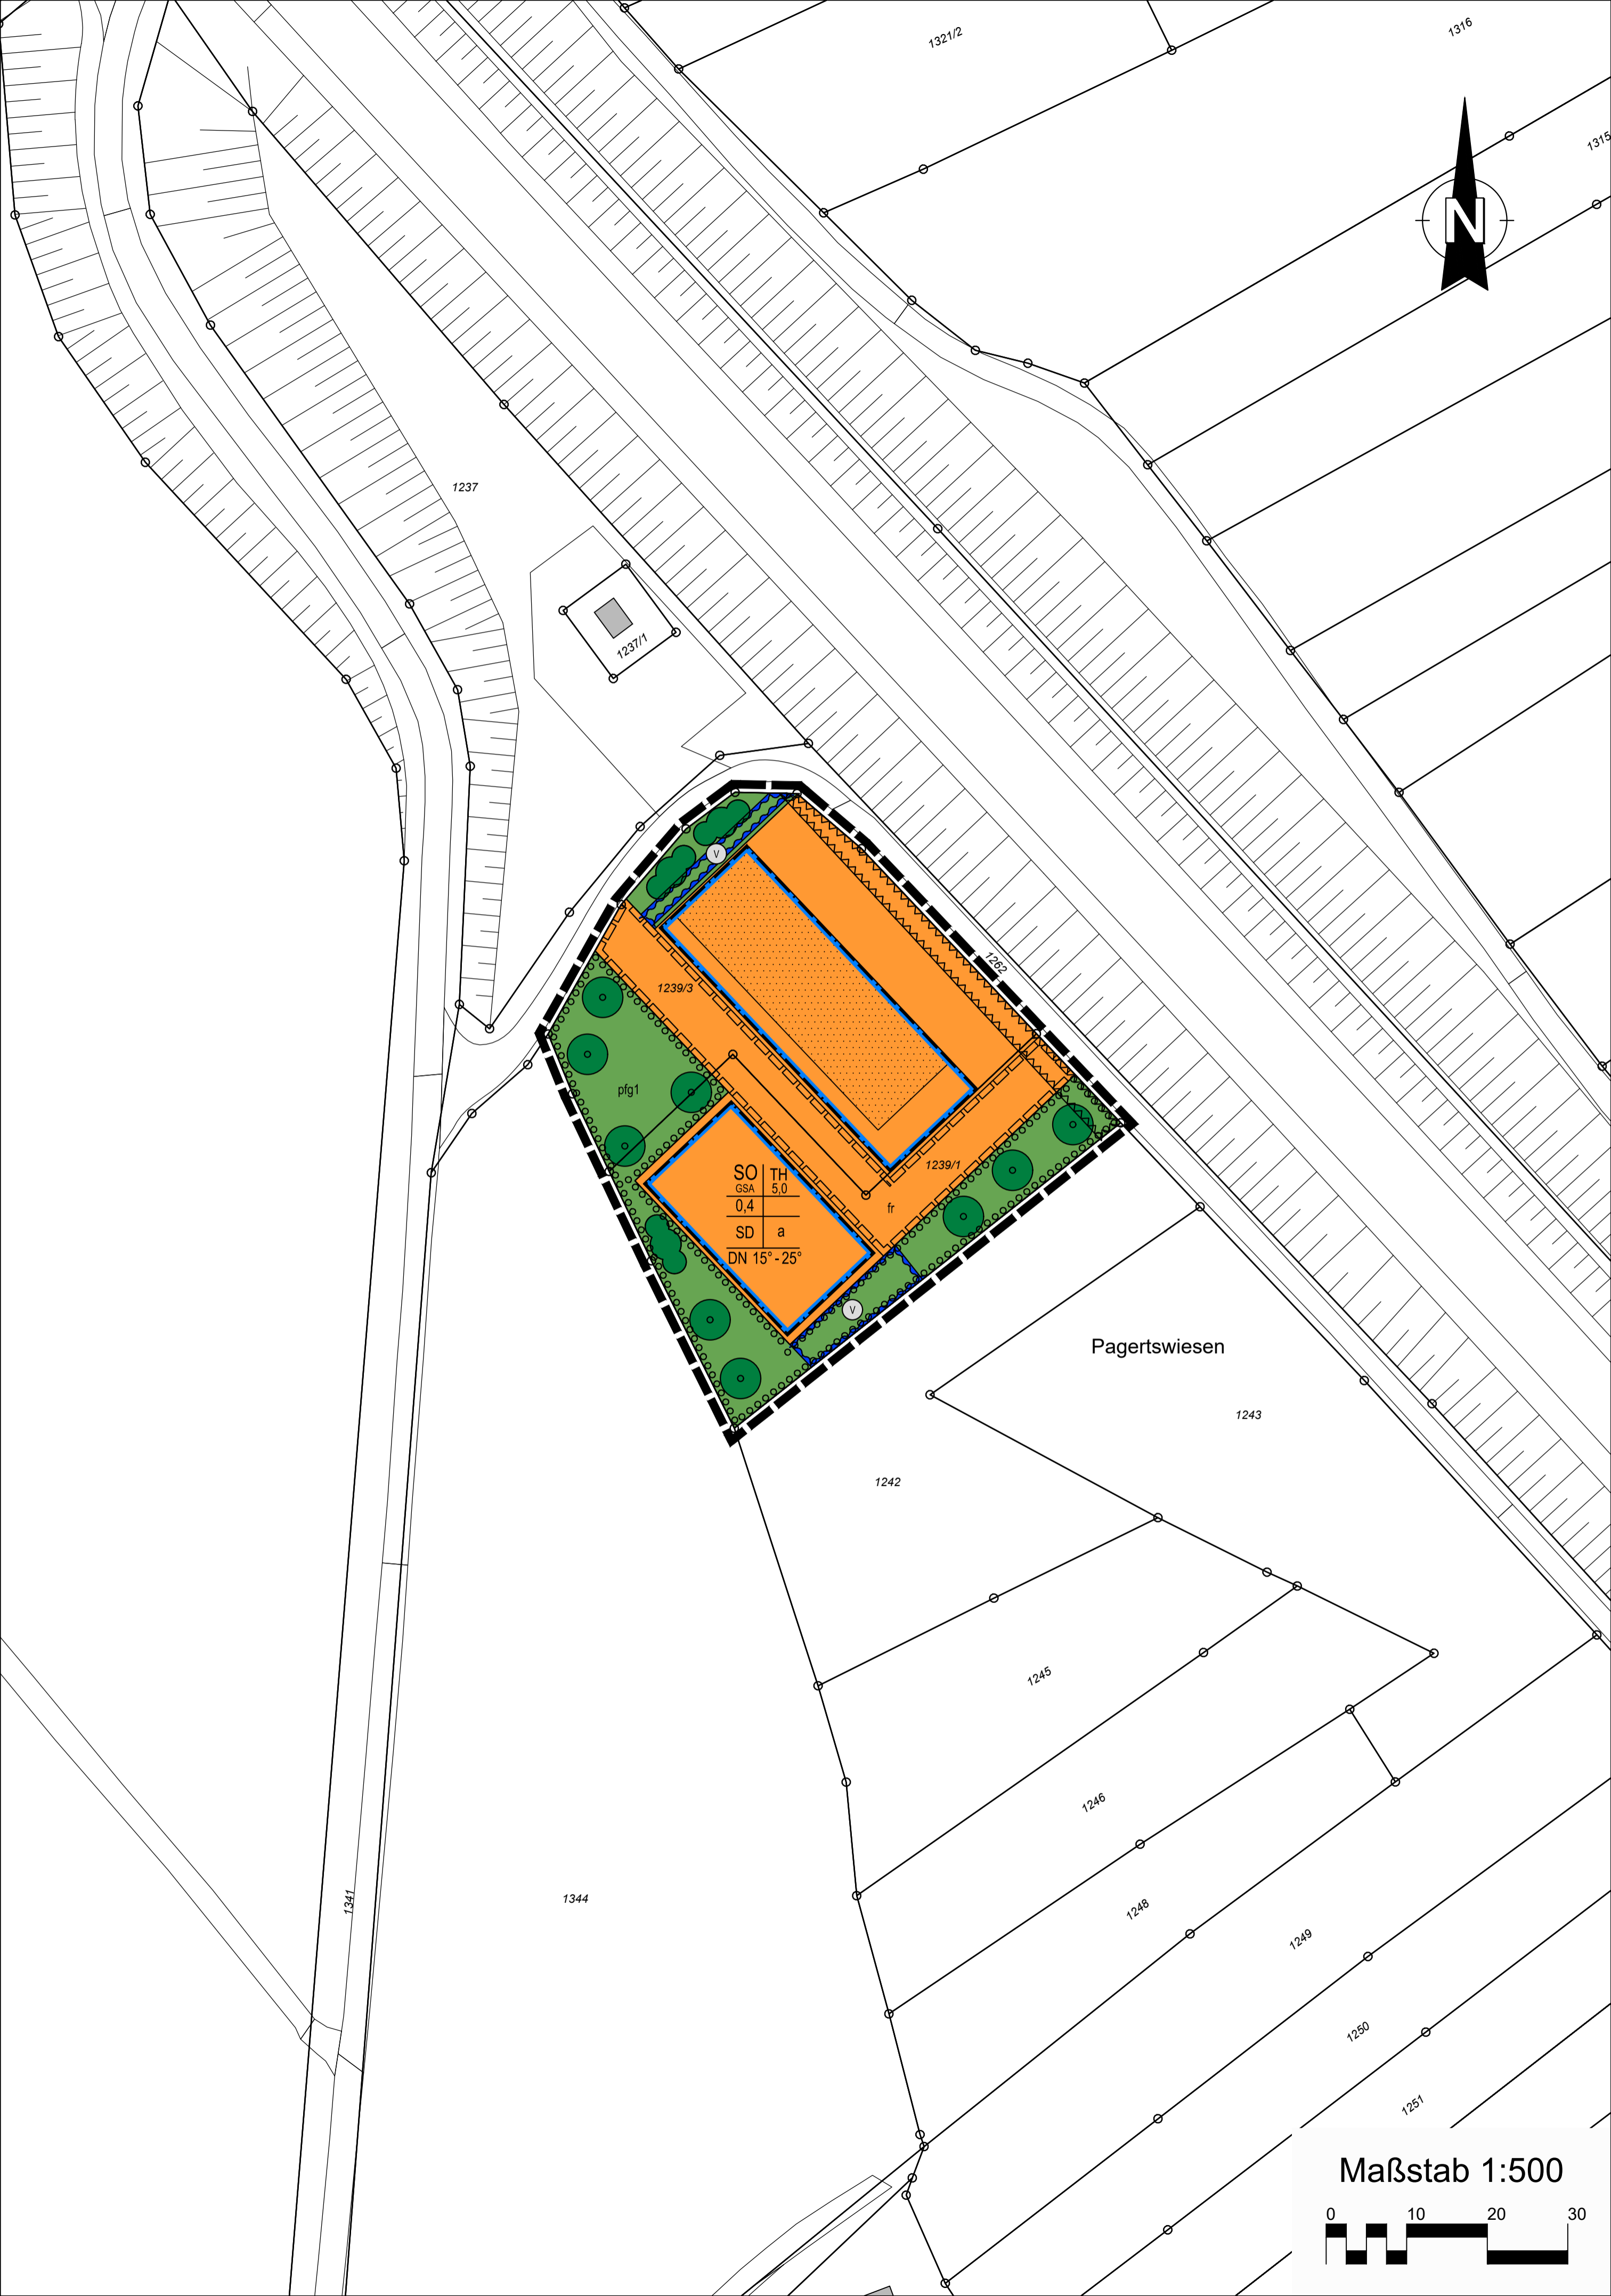 1321/2
1316
1315
N
1237
1237/1
V
1262
1239/3
pfg1
1239/1
SO TH
GSA 5,0
0,4
SD a
DN 15° - 25°
fr
V
Pagertswiesen
1243
1242
1245
1246
1341
1344
1248
1249
1250
1251
Maßstab 1:500
0 10 20 30